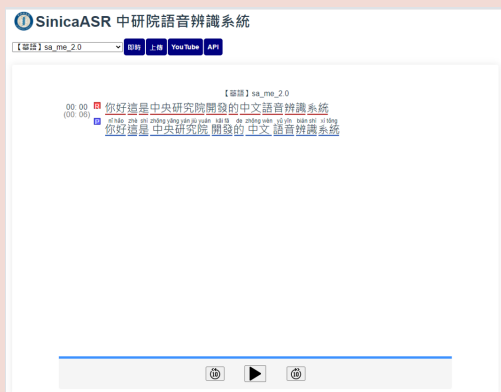 SinicaASR 中研院語音辨識系統
【華語】sa_me_2.0 即時 上傳 YouTube API
【華語】sa_me_2.0
00: 00 你好這是中央研究院開發的中文語音辨識系統
(00: 06)
nǐ hǎo zhè shì zhōng yāng yán jiù yuàn kāi fā de zhōng wén yǔ yīn biàn shì xì tǒng
你好這是 中央研究院 開發的 中文 語音辨識系統
10 10